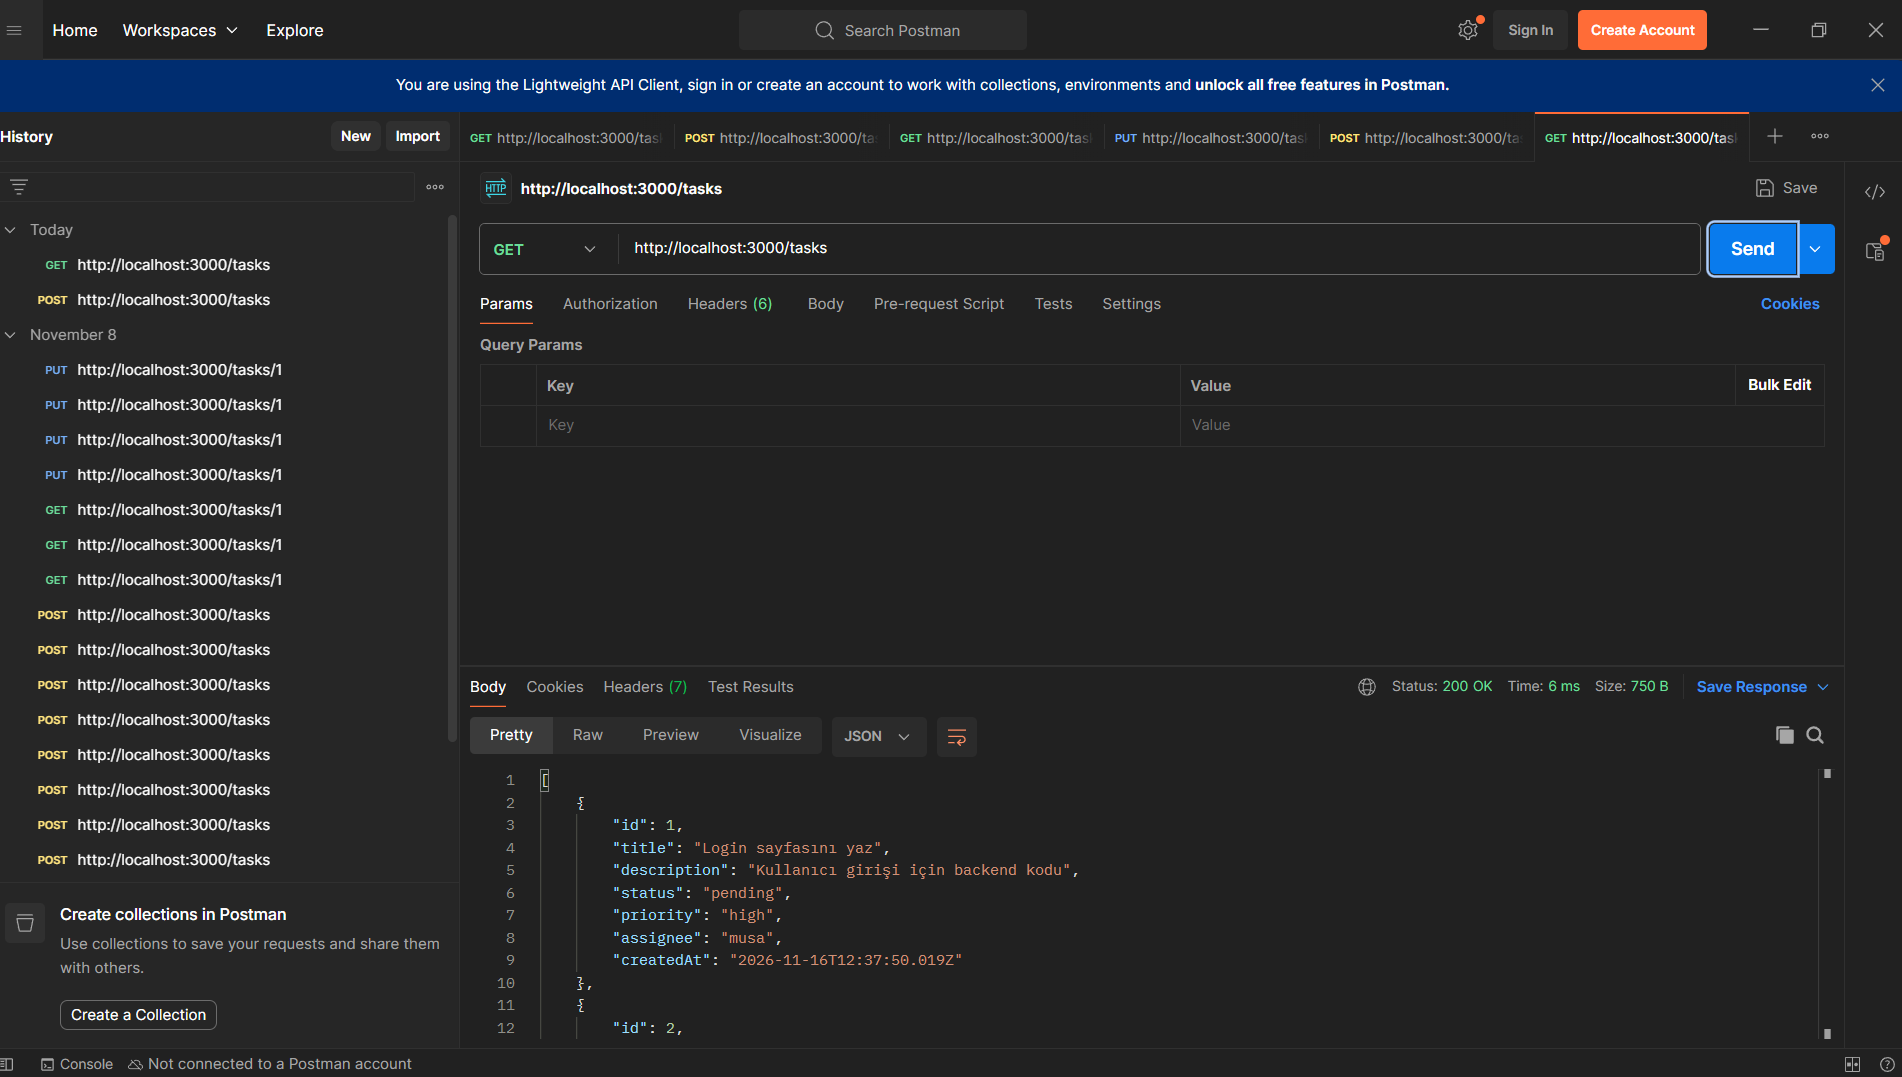 Home Workspaces Explore Search Postman Sign In Create Account
You are using the Lightweight API Client, sign in or create an account to work with collections, environments and unlock all free features in Postman.
History New Import
Today
GET http://localhost:3000/tasks
POST http://localhost:3000/tasks
November 8
PUT http://localhost:3000/tasks/1
PUT http://localhost:3000/tasks/1
PUT http://localhost:3000/tasks/1
PUT http://localhost:3000/tasks/1
GET http://localhost:3000/tasks/1
GET http://localhost:3000/tasks/1
GET http://localhost:3000/tasks/1
POST http://localhost:3000/tasks
POST http://localhost:3000/tasks
POST http://localhost:3000/tasks
POST http://localhost:3000/tasks
POST http://localhost:3000/tasks
POST http://localhost:3000/tasks
POST http://localhost:3000/tasks
POST http://localhost:3000/tasks
Create collections in Postman
Use collections to save your requests and share them
with others.
Create a Collection
GET http://localhost:3000/tas POST http://localhost:3000/ta GET http://localhost:3000/tas PUT http://localhost:3000/tas POST http://localhost:3000/ta GET http://localhost:3000/tas
HTTP http://localhost:3000/tasks Save
GET http://localhost:3000/tasks Send
Params Authorization Headers (6) Body Pre-request Script Tests Settings Cookies
Query Params
Key Value Bulk Edit
Key Value
Body Cookies Headers (7) Test Results Status: 200 OK Time: 6 ms Size: 750 B Save Response
Pretty Raw Preview Visualize JSON
1 [
2 {
3 "id": 1,
4 "title": "Login sayfasını yaz",
5 "description": "Kullanıcı girişi için backend kodu",
6 "status": "pending",
7 "priority": "high",
8 "assignee": "musa",
9 "createdAt": "2026-11-16T12:37:50.019Z"
10 },
11 {
12 "id": 2,
Console Not connected to a Postman account